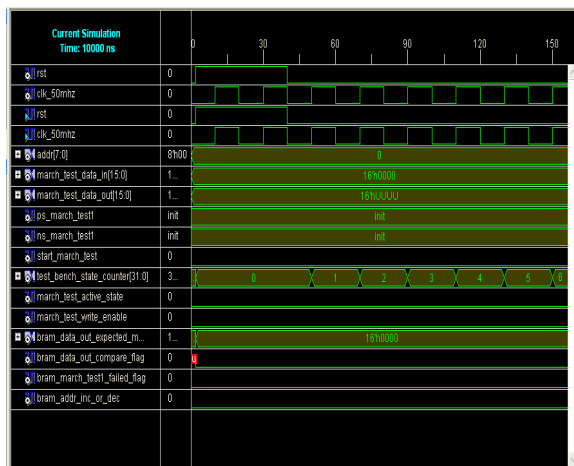 Current Simulation
Time: 10000 ns
0 30 60 90 120 150
rst 0
clk_50mhz 0
rst 0
clk_50mhz 0
addr[7:0] 8'h00 0
march_test_data_in[15:0] 1... 16'h0000
march_test_data_out[15:0] 1... 16'hUUUU
ps_march_test1 init init
ns_march_test1 init init
start_march_test 0
test_bench_state_counter[31:0] 3... 0 1 2 3 4 5 6
march_test_active_state 0
march_test_write_enable 0
bram_data_out_expected_m... 1... 16'h0000
bram_data_out_compare_flag 0 U
bram_march_test1_failed_flag 0
bram_addr_inc_or_dec 0